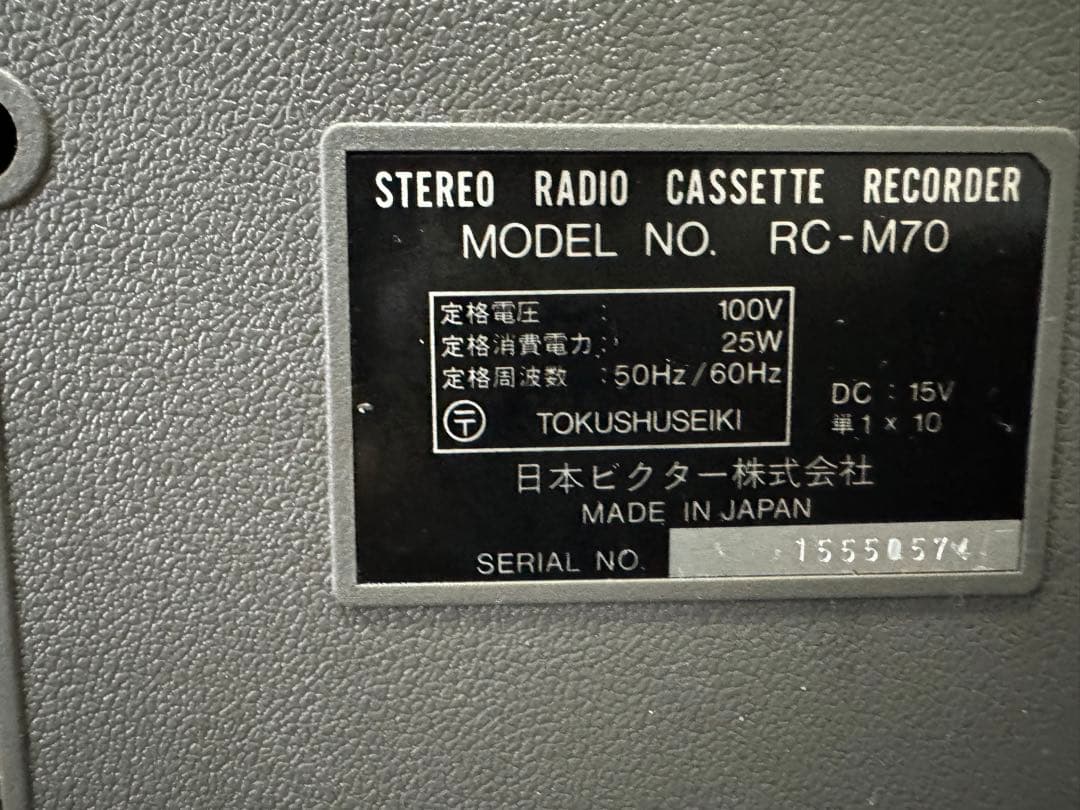 STEREO RADIO CASSETTE RECORDER
MODEL NO. RC-M70
定格電圧 : 100V
定格消費電力 : 25W
定格周波数 : 50Hz/60Hz
〒 TOKUSHUSEIKI
DC : 15V
単1 × 10
日本ビクター株式会社
MADE IN JAPAN
SERIAL NO. 15550574